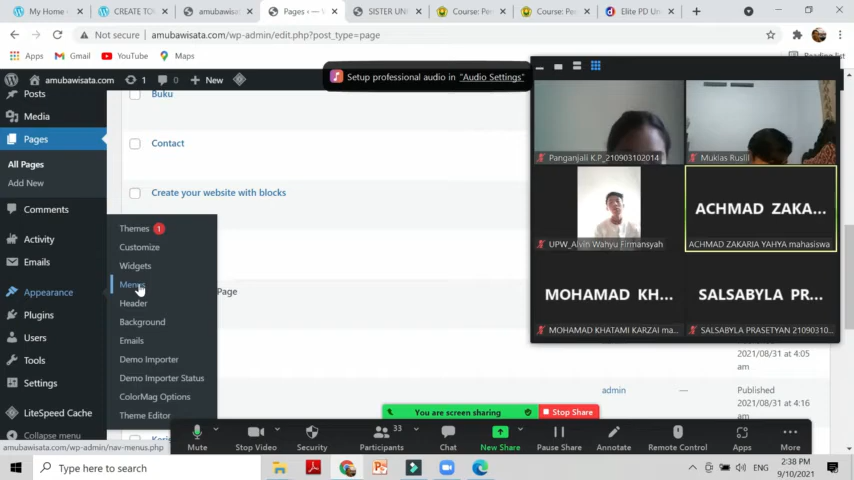 My Home
CREATE TO
amubawisata
Pages ‹ — W
SISTER UN
Course: Per
Course: Pen
Elite PD Un
Not secure
amubawisata.com/wp-admin/edit.php?post_type=page
Apps
Gmail
YouTube
Maps
Reading list
amubawisata.com
1
0
+ New
Setup professional audio in "Audio Settings"
Posts
Media
Pages
All Pages
Add New
Comments
Activity
Emails
Appearance
Plugins
Users
Tools
Settings
LiteSpeed Cache
Collapse menu
Themes 1
Customize
Widgets
Menus
Header
Background
Emails
Demo Importer
Demo Importer Status
ColorMag Options
Theme Editor
Buku
Contact
Create your website with blocks
Page
Panganjali K.P_210903102014
Mukias Ruslil
UPW_Alvin Wahyu Firmansyah
ACHMAD ZAKA...
ACHMAD ZAKARIA YAHYA mahasiswa
MOHAMAD KH...
MOHAMAD KHATAMI KARZAI ma...
SALSABYLA PR...
SALSABYLA PRASETYAN 21090310...
2021/08/31 at 4:05
am
admin
—
Published
2021/08/31 at 4:16
am
You are screen sharing
Stop Share
Mute
Stop Video
Security
33
Participants
Chat
New Share
Pause Share
Annotate
Remote Control
Apps
More
amubawisata.com/wp-admin/nav-menus.php
Type here to search
ENG
2:38 PM
9/10/2021